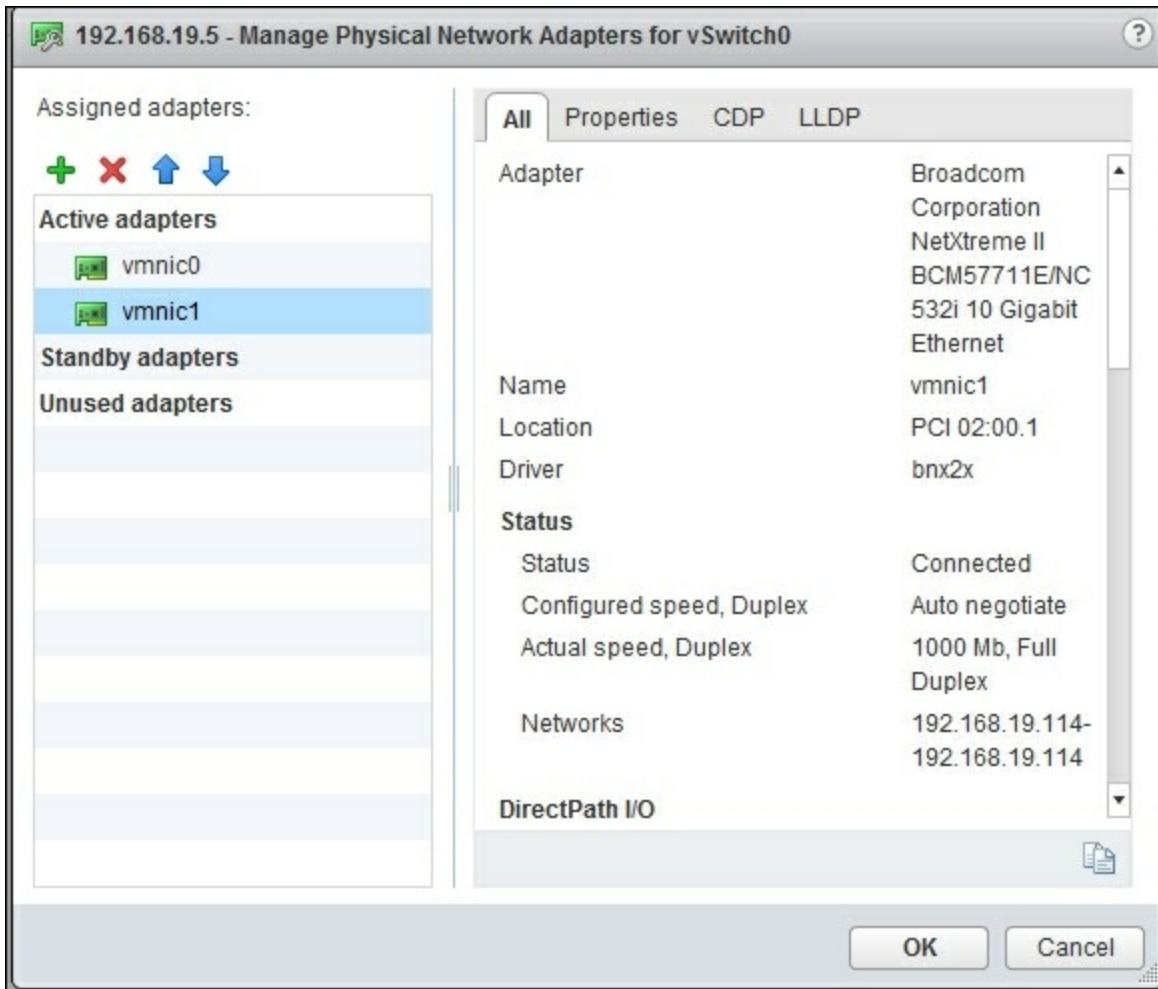 192.168.19.5 - Manage Physical Network Adapters for vSwitch0
?
Assigned adapters:
Active adapters
vmnic0
vmnic1
Standby adapters
Unused adapters
All Properties CDP LLDP
Adapter Broadcom
Corporation
NetXtreme II
BCM57711E/NC
532i 10 Gigabit
Ethernet
Name vmnic1
Location PCI 02:00.1
Driver bnx2x
Status
Status Connected
Configured speed, Duplex Auto negotiate
Actual speed, Duplex 1000 Mb, Full
Duplex
Networks 192.168.19.114-
192.168.19.114
DirectPath I/O
OK Cancel